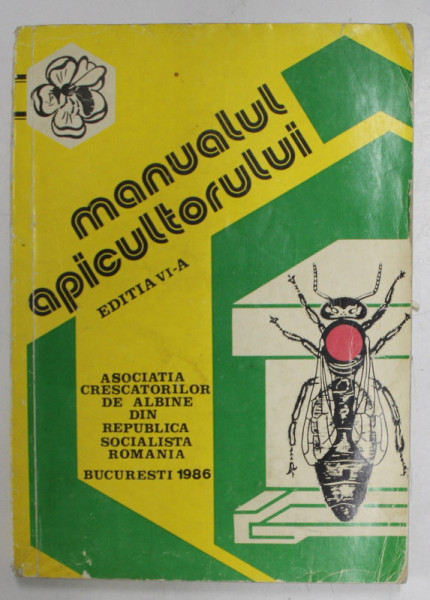 manualul
apicultorului
EDITIA VI-A
ASOCIATIA
CRESCATORILOR
DE ALBINE
DIN
REPUBLICA
SOCIALISTA
ROMANIA
BUCURESTI 1986